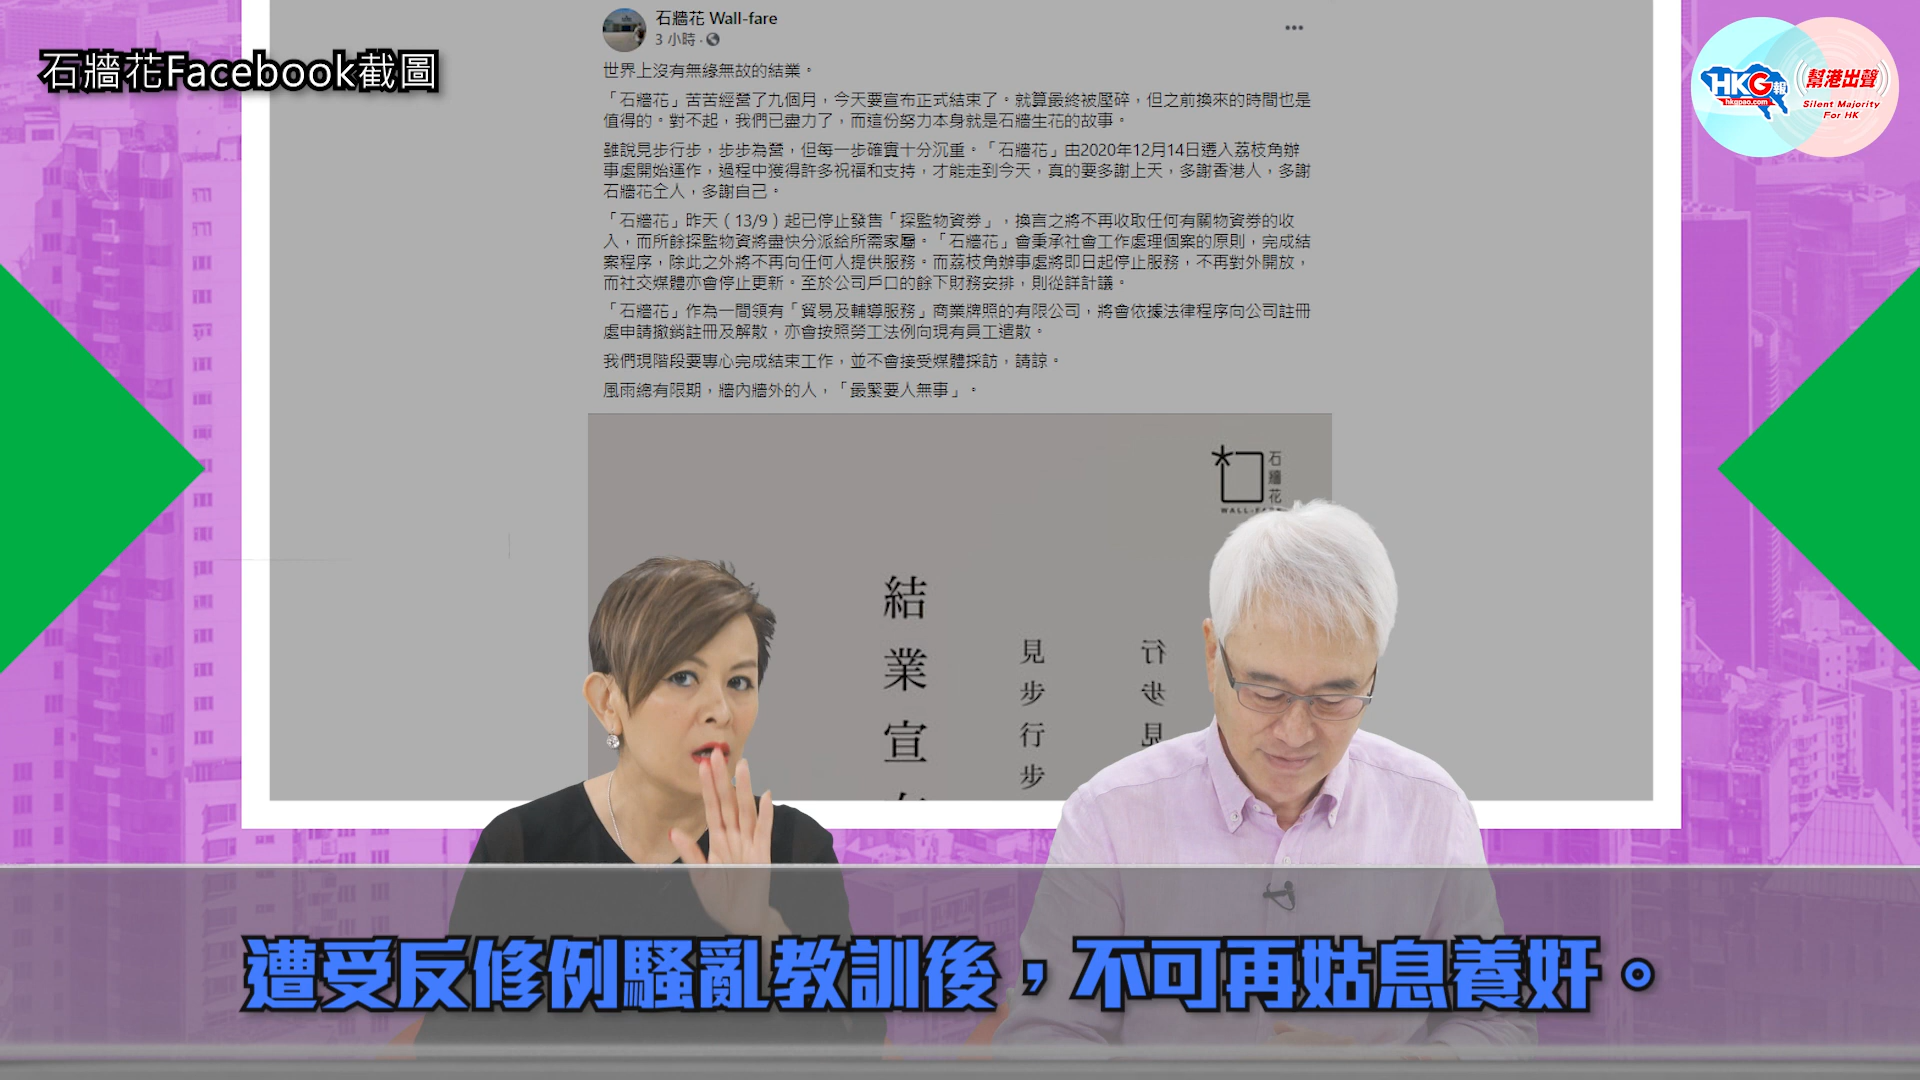 石牆花Facebook截圖
石牆花 Wall-fare
3 小時 ·
世界上沒有無緣無故的結業。
「石牆花」苦苦經營了九個月，今天要宣布正式結束了。就算最終被壓碎，但之前換來的時間也是
值得的。對不起，我們已盡力了，而這份努力本身就是石牆生花的故事。
雖說見步行步，步步為營，但每一步確實十分沉重。「石牆花」由2020年12月14日遷入荔枝角辦
事處開始運作，過程中獲得許多祝福和支持，才能走到今天，真的要多謝上天，多謝香港人，多謝
石牆花仝人，多謝自己。
「石牆花」昨天（13/9）起已停止發售「探監物資劵」，換言之將不再收取任何有關物資劵的收
入，而所餘探監物資將盡快分派給所需家屬。「石牆花」會秉承社會工作處理個案的原則，完成結
案程序，除此之外將不再向任何人提供服務。而荔枝角辦事處將即日起停止服務，不再對外開放，
而社交媒體亦會停止更新。至於公司戶口的餘下財務安排，則從詳計議。
「石牆花」作為一間領有「貿易及輔導服務」商業牌照的有限公司，將會依據法律程序向公司註冊
處申請撤銷註冊及解散，亦會按照勞工法例向現有員工遣散。
我們現階段要專心完成結束工作，並不會接受媒體採訪，請諒。
風雨總有限期，牆內牆外的人，「最緊要人無事」。
HKG報
hkgpao.com
幫港出聲
Silent Majority
For HK
石牆花
結業宣
見步行步
行步見
遭受反修例騷亂教訓後，不可再姑息養奸。